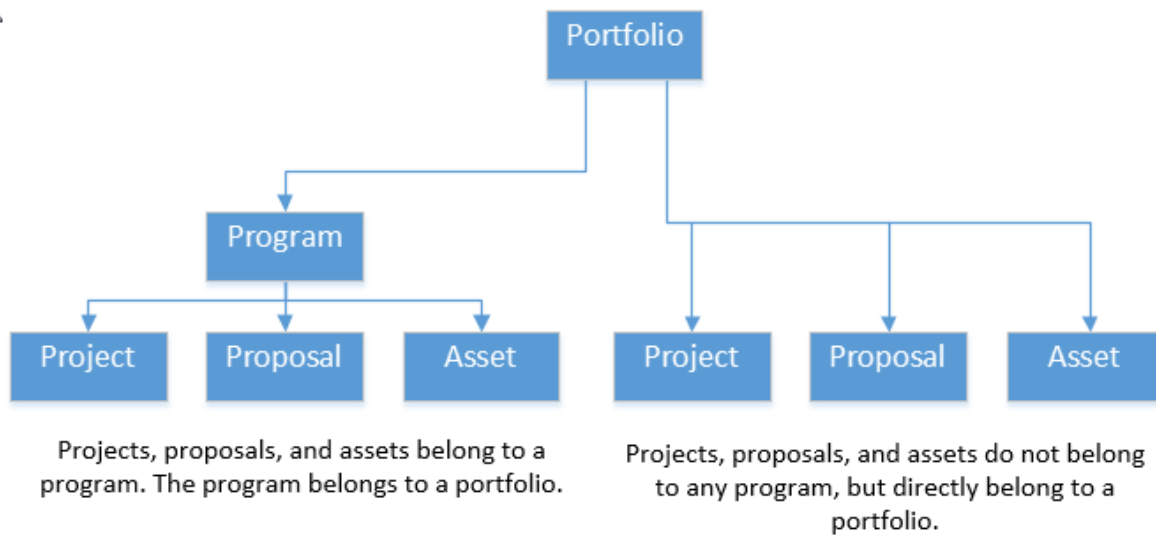 Portfolio
Program
Project Proposal Asset Project Proposal Asset
Projects, proposals, and assets belong to a
program. The program belongs to a portfolio.
Projects, proposals, and assets do not belong
to any program, but directly belong to a
portfolio.